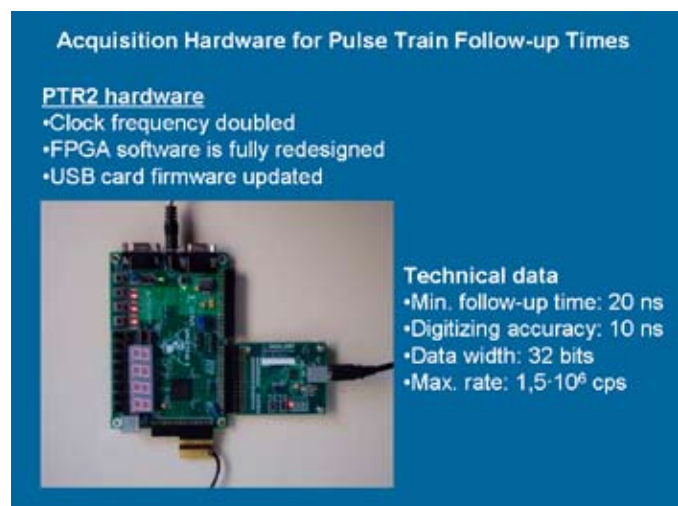 Acquisition Hardware for Pulse Train Follow-up Times
PTR2 hardware
•Clock frequency doubled
•FPGA software is fully redesigned
•USB card firmware updated
Technical data
•Min. follow-up time: 20 ns
•Digitizing accuracy: 10 ns
•Data width: 32 bits
•Max. rate: 1,5·10⁶ cps